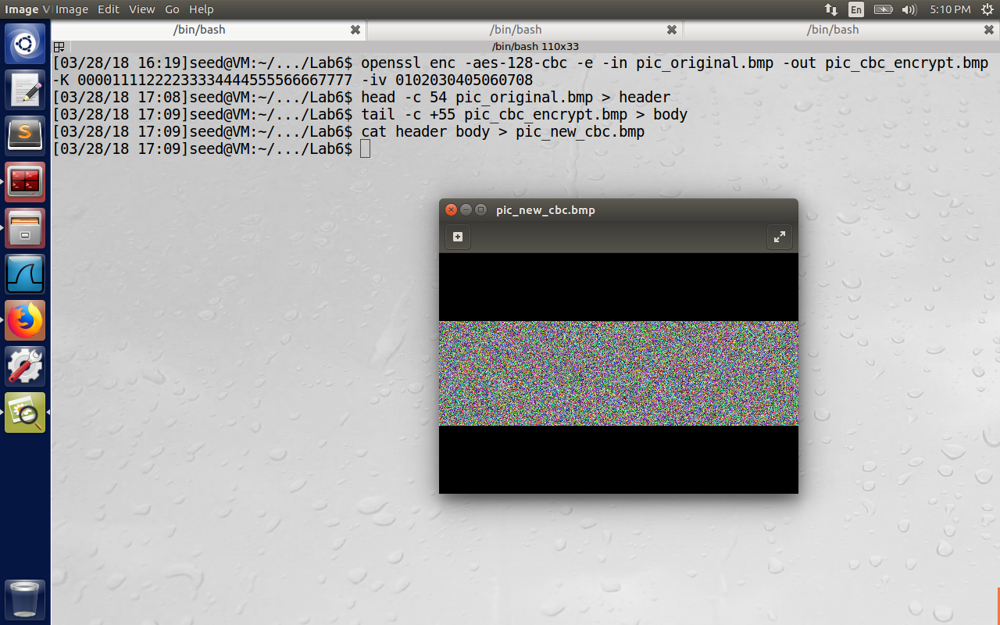 Image Vi Image Edit View Go Help En 5:10 PM
/bin/bash /bin/bash /bin/bash
/bin/bash 110x33
[03/28/18 16:19]seed@VM:~/.../Lab6$ openssl enc -aes-128-cbc -e -in pic_original.bmp -out pic_cbc_encrypt.bmp
-K 00001111222233334444555566667777 -iv 0102030405060708
[03/28/18 17:08]seed@VM:~/.../Lab6$ head -c 54 pic_original.bmp > header
[03/28/18 17:09]seed@VM:~/.../Lab6$ tail -c +55 pic_cbc_encrypt.bmp > body
[03/28/18 17:09]seed@VM:~/.../Lab6$ cat header body > pic_new_cbc.bmp
[03/28/18 17:09]seed@VM:~/.../Lab6$
pic_new_cbc.bmp